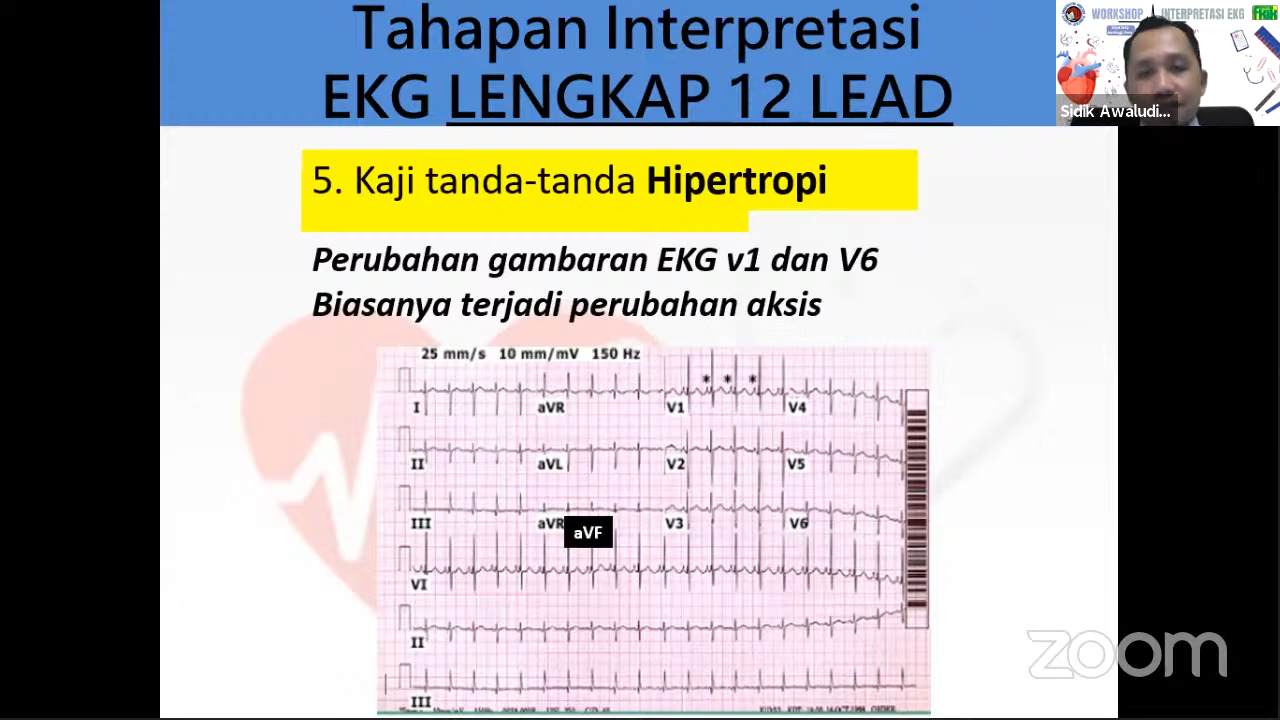 Tahapan Interpretasi
EKG LENGKAP 12 LEAD
WORKSHOP
INTERPRETASI EKG
Sidik Awaludi...
5. Kaji tanda-tanda Hipertropi
Perubahan gambaran EKG v1 dan V6
Biasanya terjadi perubahan aksis
25 mm/s 10 mm/mV 150 Hz
* * *
I aVR V1 V4
II aVL V2 V5
III aVR V3 V6
aVF
VI
II
III
zoom